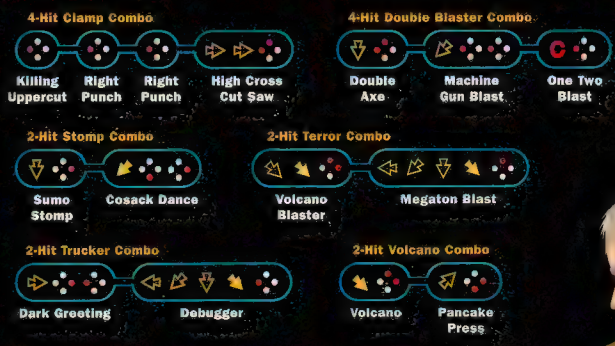 4-Hit Clamp Combo
Killing Uppercut
Right Punch
Right Punch
High Cross Cut Saw
4-Hit Double Blaster Combo
Double Axe
Machine Gun Blast
One Two Blast
2-Hit Stomp Combo
Sumo Stomp
Cosack Dance
2-Hit Terror Combo
Volcano Blaster
Megaton Blast
2-Hit Trucker Combo
Dark Greeting
Debugger
2-Hit Volcano Combo
Volcano
Pancake Press